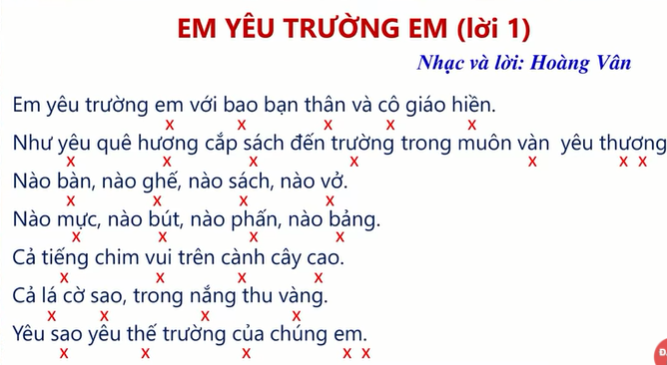 EM YÊU TRƯỜNG EM (lời 1)
Nhạc và lời: Hoàng Vân
Em yêu trường em với bao bạn thân và cô giáo hiền.
x x x x x
Như yêu quê hương cắp sách đến trường trong muôn vàn yêu thương
x x x x x x x
Nào bàn, nào ghế, nào sách, nào vở.
x x x x
Nào mực, nào bút, nào phấn, nào bảng.
x x x x
Cả tiếng chim vui trên cành cây cao.
x x x x
Cả lá cờ sao, trong nắng thu vàng.
x x x x
Yêu sao yêu thế trường của chúng em.
x x x x x